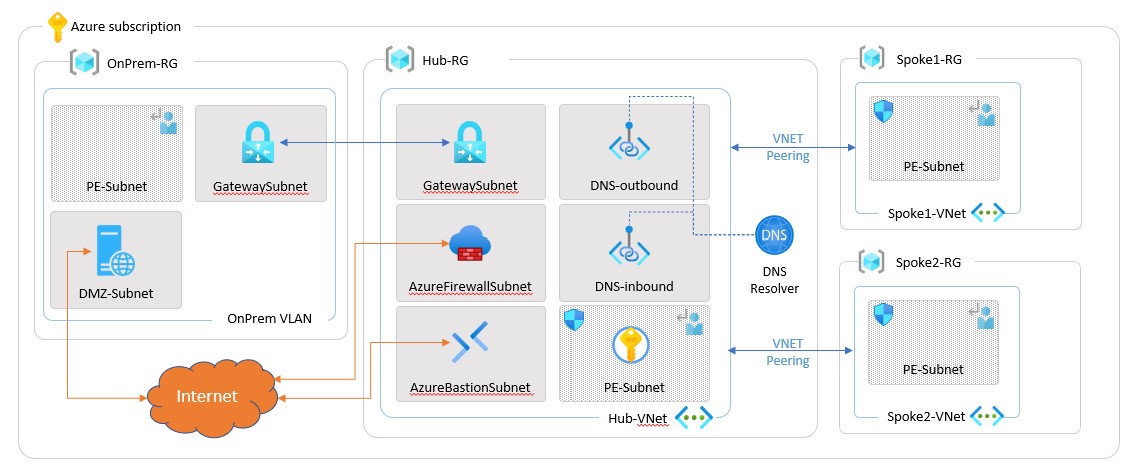 Azure subscription
OnPrem-RG
PE-Subnet
GatewaySubnet
DMZ-Subnet
OnPrem VLAN
Internet
Hub-RG
GatewaySubnet
DNS-outbound
AzureFirewallSubnet
DNS-inbound
AzureBastionSubnet
PE-Subnet
Hub-VNet
DNS
DNS
Resolver
VNET
Peering
VNET
Peering
Spoke1-RG
PE-Subnet
Spoke1-VNet
Spoke2-RG
PE-Subnet
Spoke2-VNet